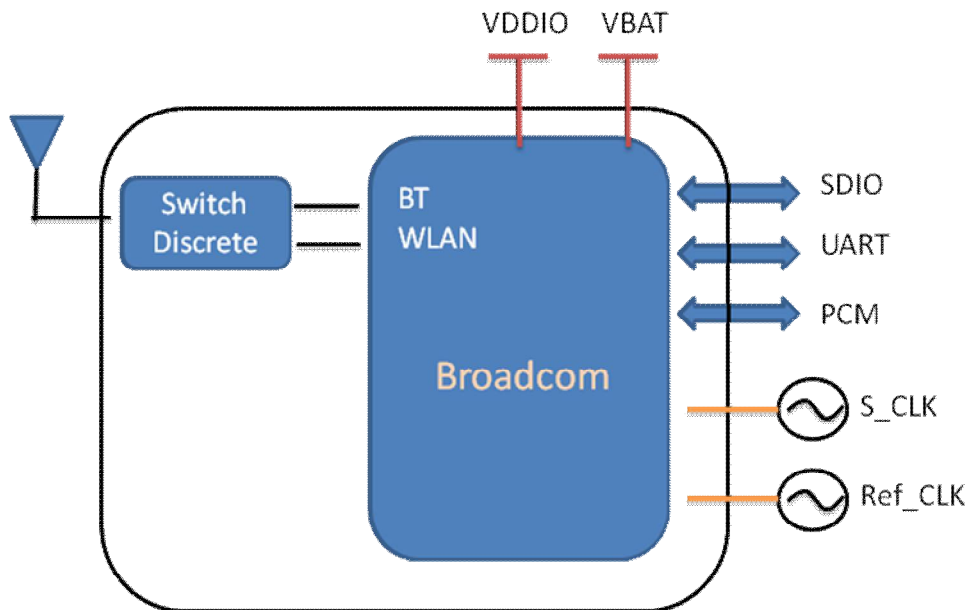 VDDIO VBAT
Switch
Discrete
BT
WLAN
Broadcom
SDIO
UART
PCM
S_CLK
Ref_CLK